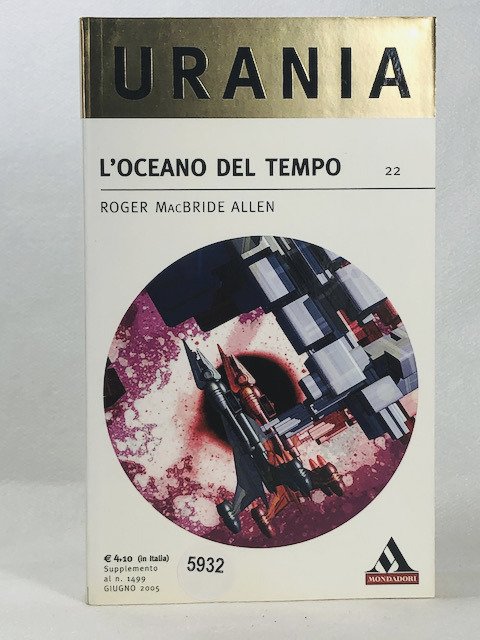 URANIA
L'OCEANO DEL TEMPO 22
ROGER MACBRIDE ALLEN
€ 4,10 (in Italia)
Supplemento
al n. 1499
GIUGNO 2005
5932
MONDADORI